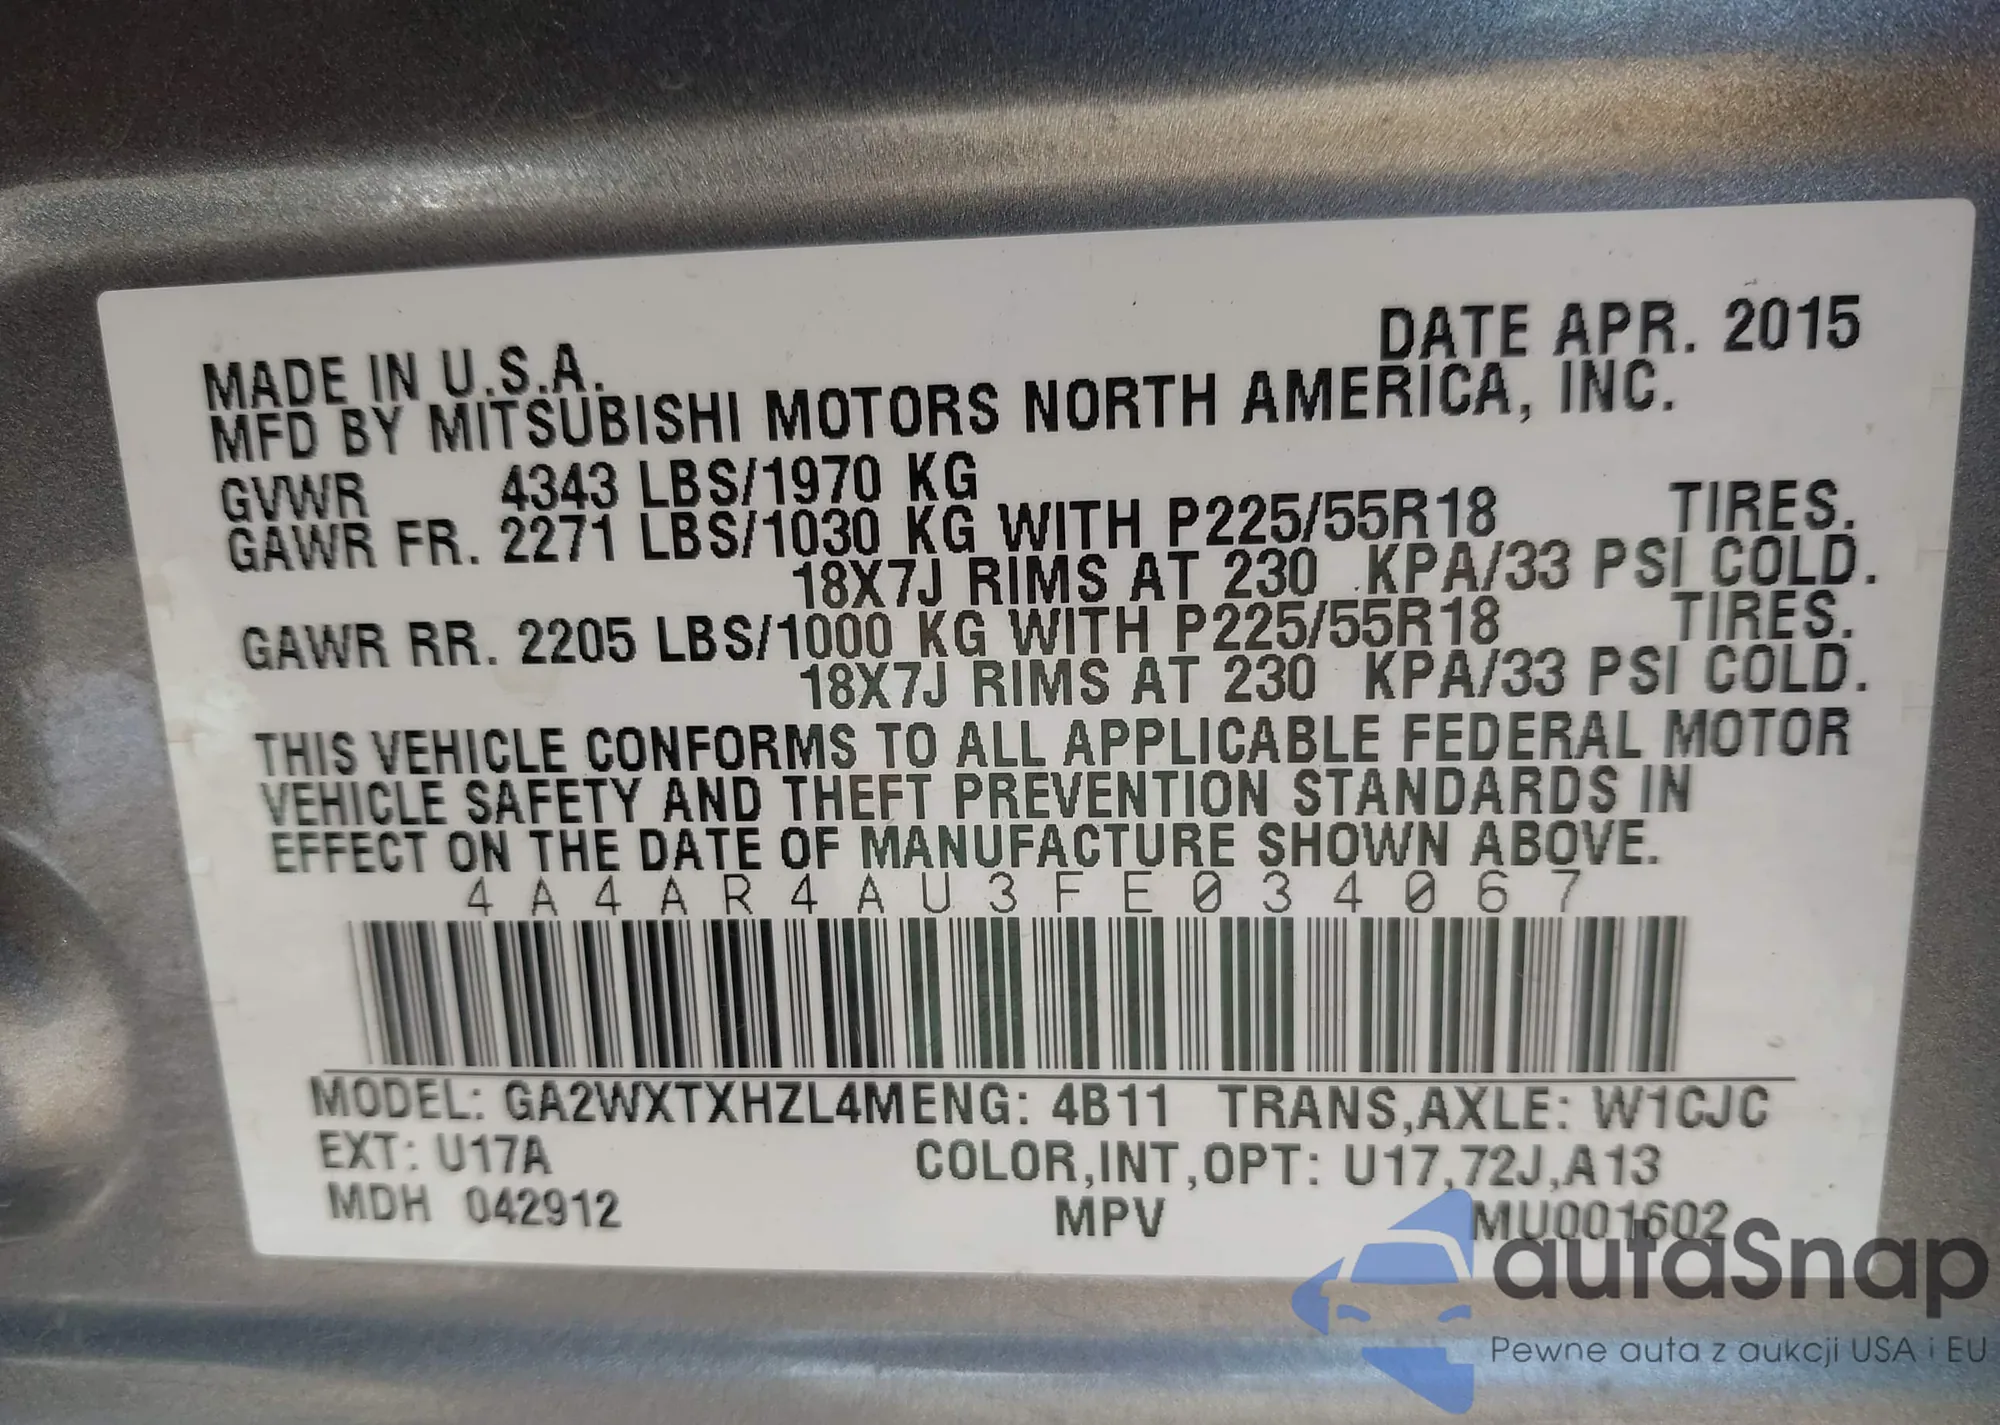 DATE APR. 2015
MADE IN U.S.A.
MFD BY MITSUBISHI MOTORS NORTH AMERICA, INC.
GVWR 4343 LBS/1970 KG
GAWR FR. 2271 LBS/1030 KG WITH P225/55R18 TIRES.
18X7J RIMS AT 230 KPA/33 PSI COLD.
GAWR RR. 2205 LBS/1000 KG WITH P225/55R18 TIRES.
18X7J RIMS AT 230 KPA/33 PSI COLD.
THIS VEHICLE CONFORMS TO ALL APPLICABLE FEDERAL MOTOR
VEHICLE SAFETY AND THEFT PREVENTION STANDARDS IN
EFFECT ON THE DATE OF MANUFACTURE SHOWN ABOVE.
4A4AR4AU3FE034067
MODEL: GA2WXTXHZL4MENG: 4B11 TRANS,AXLE: W1CJC
EXT: U17A COLOR,INT,OPT: U17,72J,A13
MDH 042912 MPV MU001602
autaSnap
Pewne auta z aukcji USA i EU